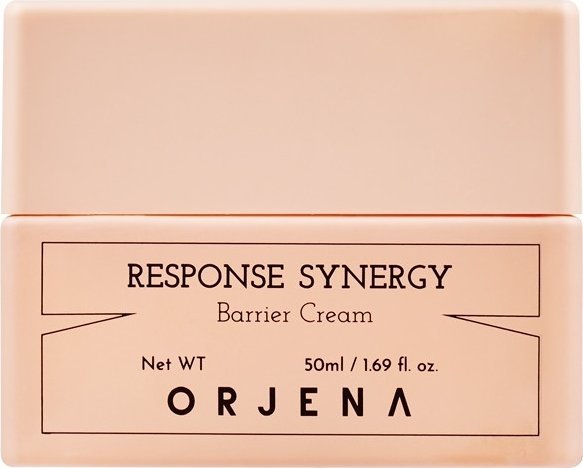 RESPONSE SYNERGY
Barrier Cream
Net WT 50ml / 1.69 fl. oz.
ORJENA